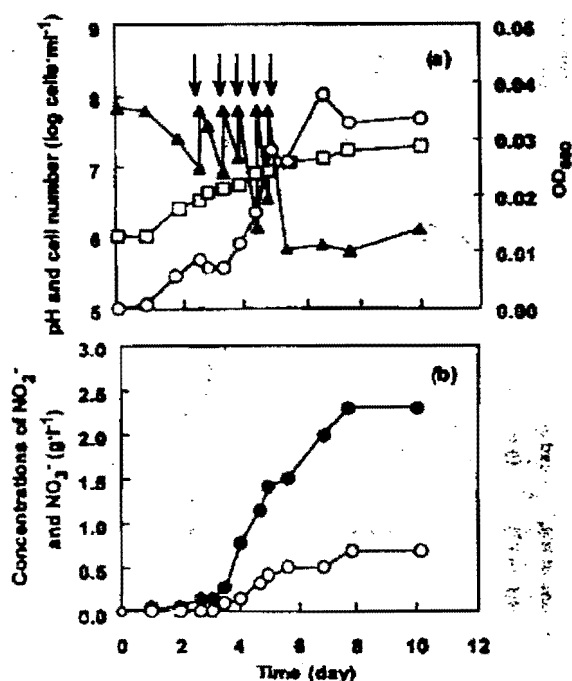 pH and cell number (log cells·ml⁻¹)
9
8
7
6
5
(a)
0.05
0.04
0.03
0.02
0.01
0.00
OD₆₆₀
Concentrations of NO₂⁻
and NO₃⁻ (g·l⁻¹)
3.0
2.5
2.0
1.5
1.0
0.5
0.0
(b)
0 2 4 6 8 10 12
Time (day)